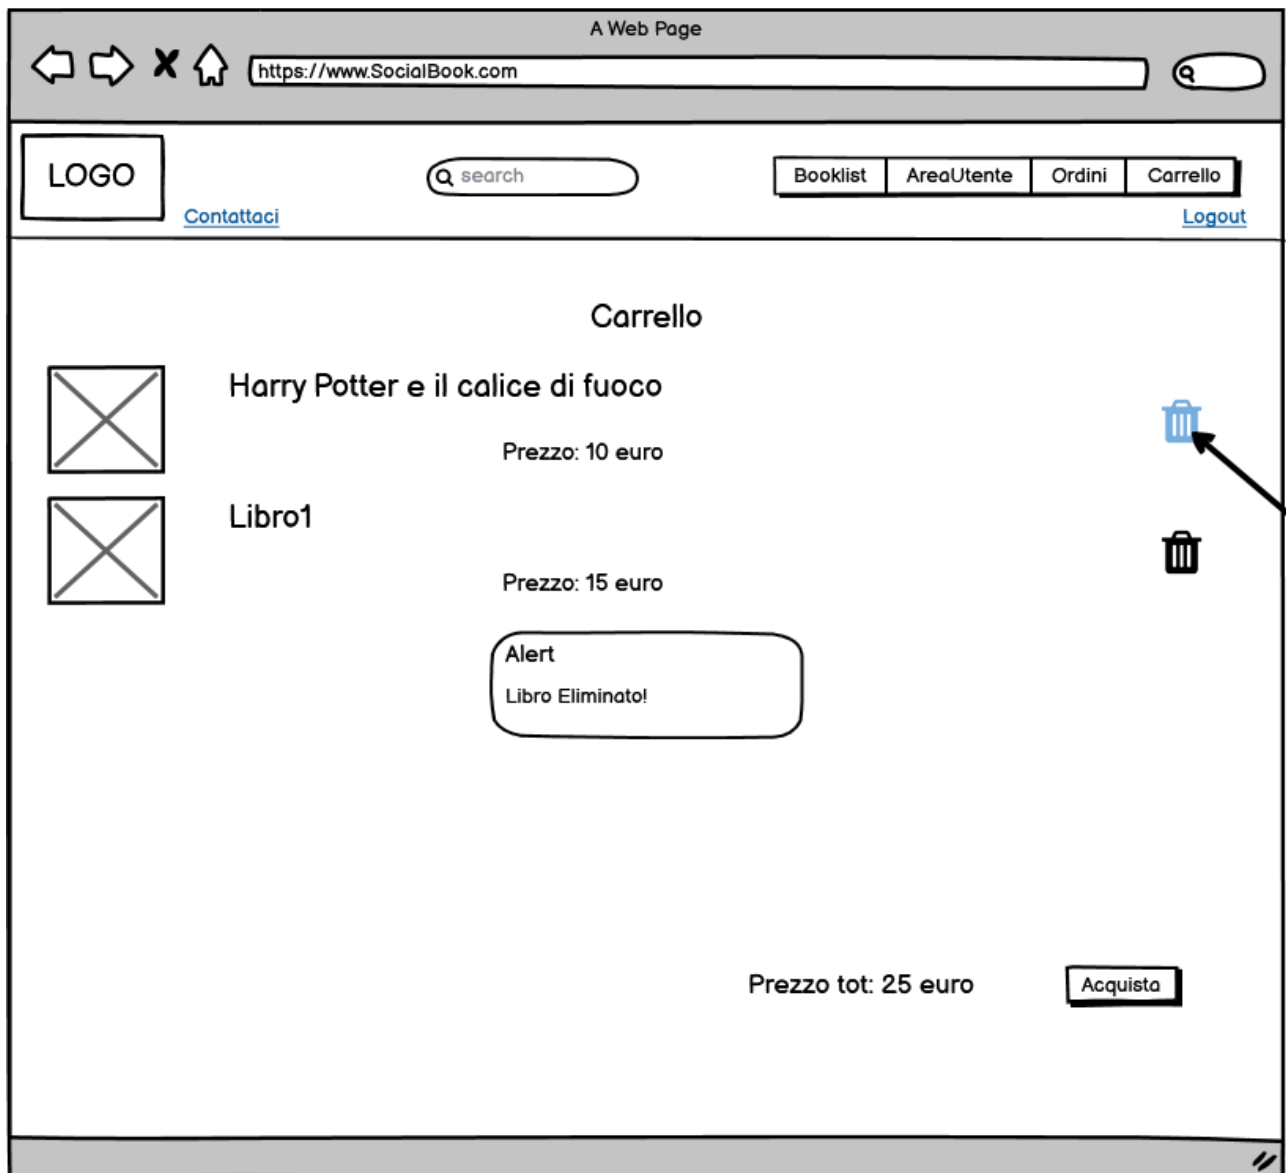 A Web Page
https://www.SocialBook.com
LOGO
search
Booklist AreaUtente Ordini Carrello
Contattaci
Logout
Carrello
Harry Potter e il calice di fuoco
Prezzo: 10 euro
Libro1
Prezzo: 15 euro
Alert
Libro Eliminato!
Prezzo tot: 25 euro
Acquista